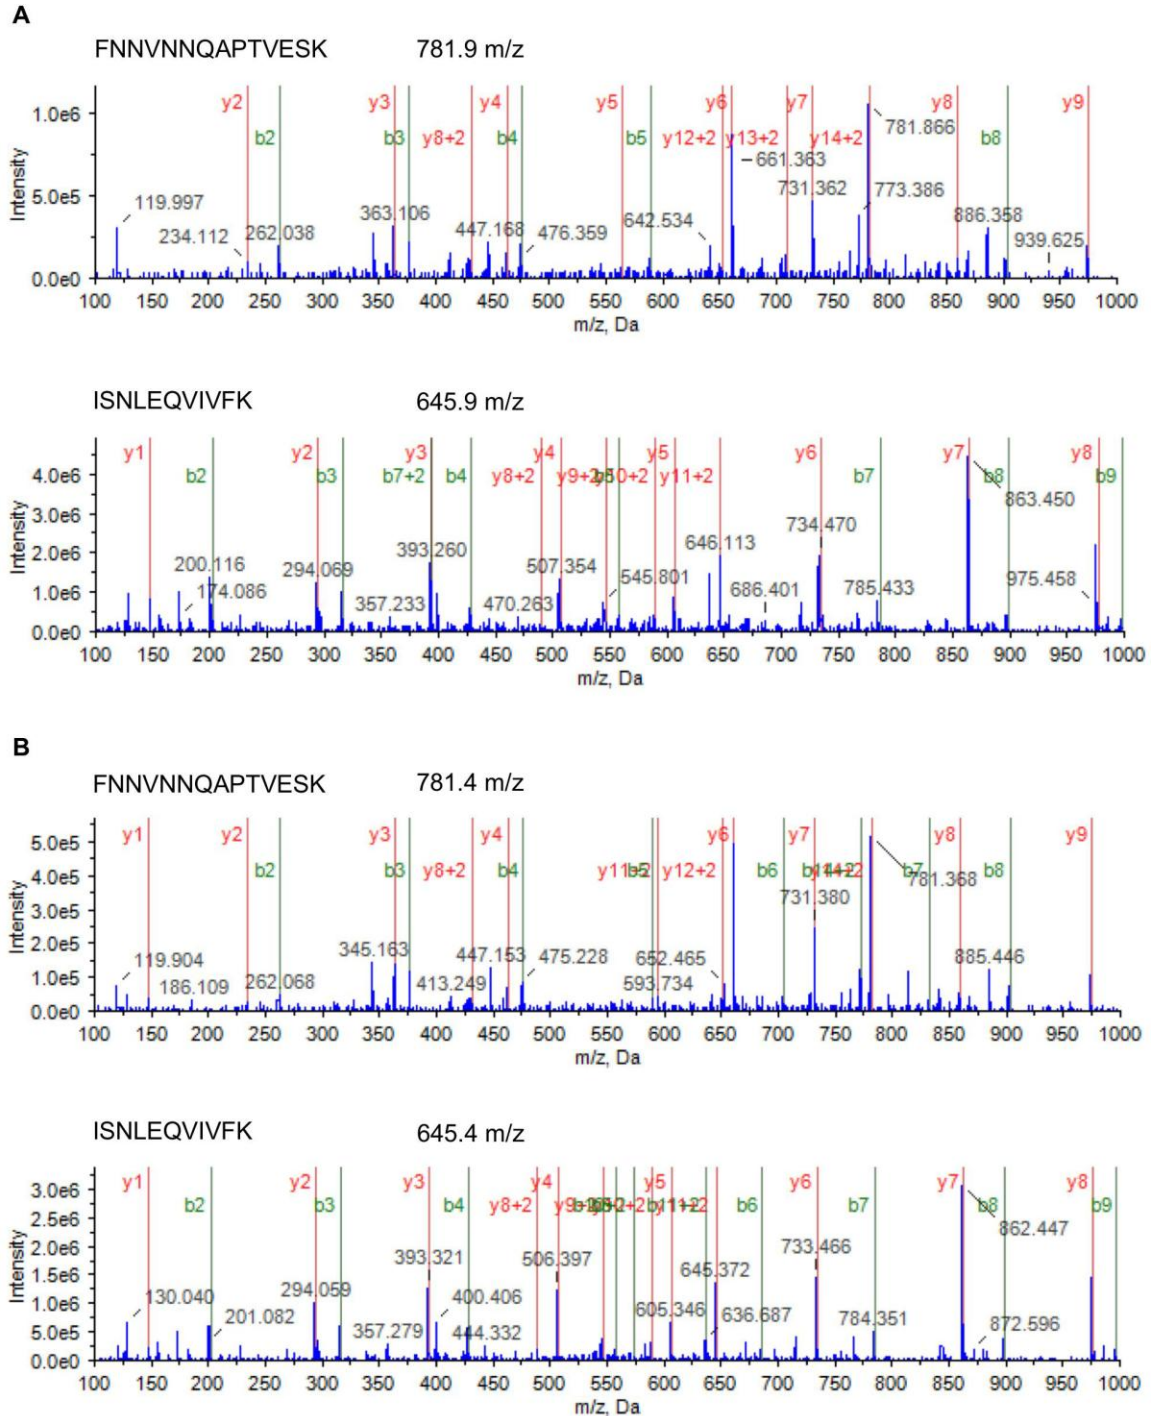 A
FNNVNNQAPTVESK 781.9 m/z
y2 y3 y4 y5 y6 y7 y8 y9
b2 b3 y8+2 b4 b5 y12+2 y13+2 y14+2 b8
1.0e6
5.0e5
0.0e0
Intensity
781.866
661.363
731.362 773.386
119.997
234.112 262.038 363.106 447.168 476.359 642.534 886.358 939.625
100 150 200 250 300 350 400 450 500 550 600 650 700 750 800 850 900 950 1000
m/z, Da
ISNLEQVIVFK 645.9 m/z
y1 y2 y3 y4 y5 y6 y7 y8
b2 b3 b7+2 b4 y8+2 y11+2 b7 b8 b9
4.0e6
3.0e6
2.0e6
1.0e6
0.0e0
Intensity
863.450
734.470
200.116 294.069 393.260 507.354 545.801 646.113
174.086 357.233 470.263 686.401 785.433 975.458
100 150 200 250 300 350 400 450 500 550 600 650 700 750 800 850 900 950 1000
m/z, Da
B
FNNVNNQAPTVESK 781.4 m/z
y1 y2 y3 y4 y6 y7 y8 y9
b2 b3 y8+2 b4 y12+2 b6 b7 b8
5.0e5
4.0e5
3.0e5
2.0e5
1.0e5
0.0e0
Intensity
781.368
731.380
119.904 345.163 447.153 475.228 652.465 885.446
186.109 262.068 413.249 593.734
100 150 200 250 300 350 400 450 500 550 600 650 700 750 800 850 900 950 1000
m/z, Da
ISNLEQVIVFK 645.4 m/z
y1 y2 y3 y4 y5 y6 y7 y8
b2 b3 b4 y8+2 b6 b7 b8 b9
3.0e6
2.5e6
2.0e6
1.5e6
1.0e6
5.0e5
0.0e0
Intensity
862.447
733.466
393.321 506.397 645.372
130.040 294.059 400.406 605.346 636.687
201.082 357.279 444.332 784.351 872.596
100 150 200 250 300 350 400 450 500 550 600 650 700 750 800 850 900 950 1000
m/z, Da